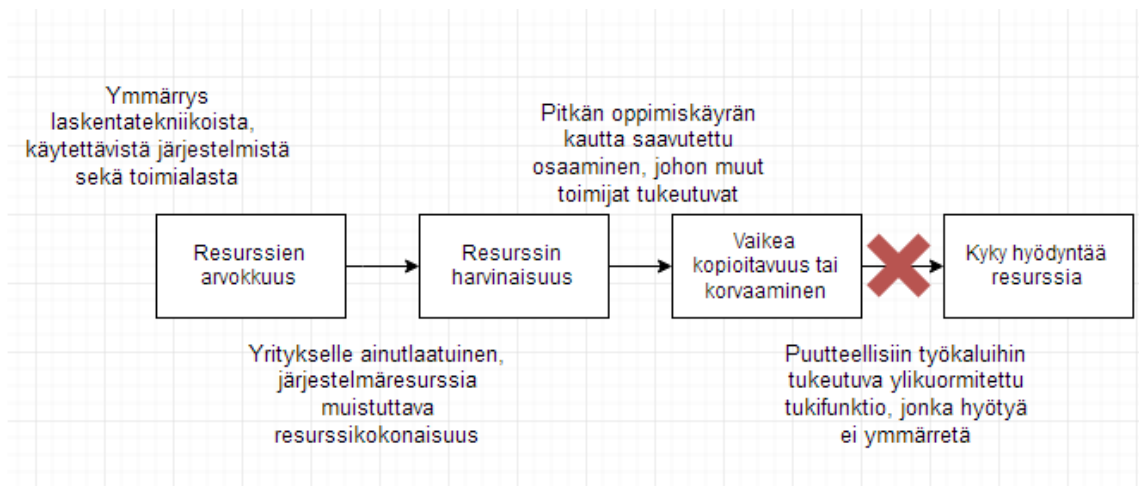 Ymmärrys
laskentatekniikoista,
käytettävistä järjestelmistä
sekä toimialasta
Pitkän oppimiskäyrän
kautta saavutettu
osaaminen, johon muut
toimijat tukeutuvat
Resurssien
arvokkuus
Resurssin
harvinaisuus
Vaikea
kopioitavuus tai
korvaaminen
Kyky hyödyntää
resurssia
Yritykselle ainutlaatuinen,
järjestelmäresurssia
muistuttava
resurssikokonaisuus
Puutteellisiin työkaluihin
tukeutuva ylikuormitettu
tukifunktio, jonka hyötyä
ei ymmärretä